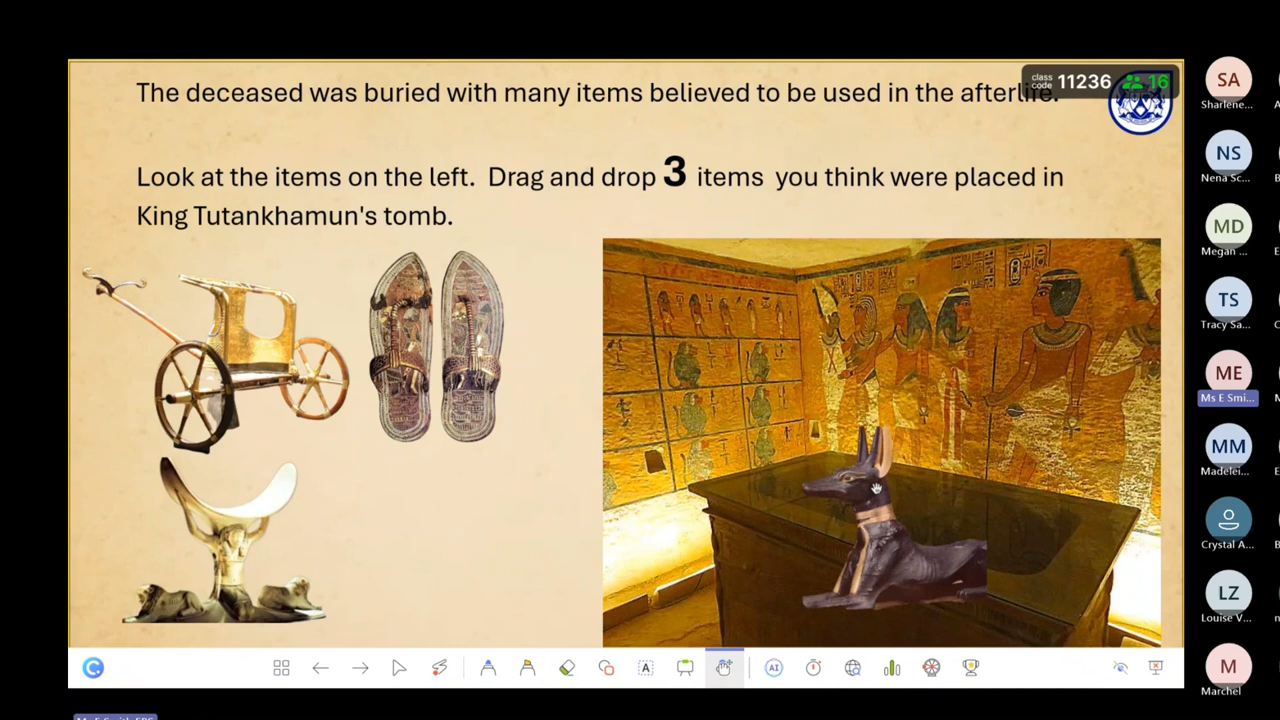 The deceased was buried with many items believed to be used in the afterlife.
class code 11236 16
Look at the items on the left. Drag and drop 3 items you think were placed in
King Tutankhamun's tomb.
SA
Sharlene...
NS
Nena Sc...
MD
Megan ...
TS
Tracy Sa...
ME
Ms E Smi...
MM
Madelei...
Crystal A...
LZ
Louise V...
M
Marchel
A
AI